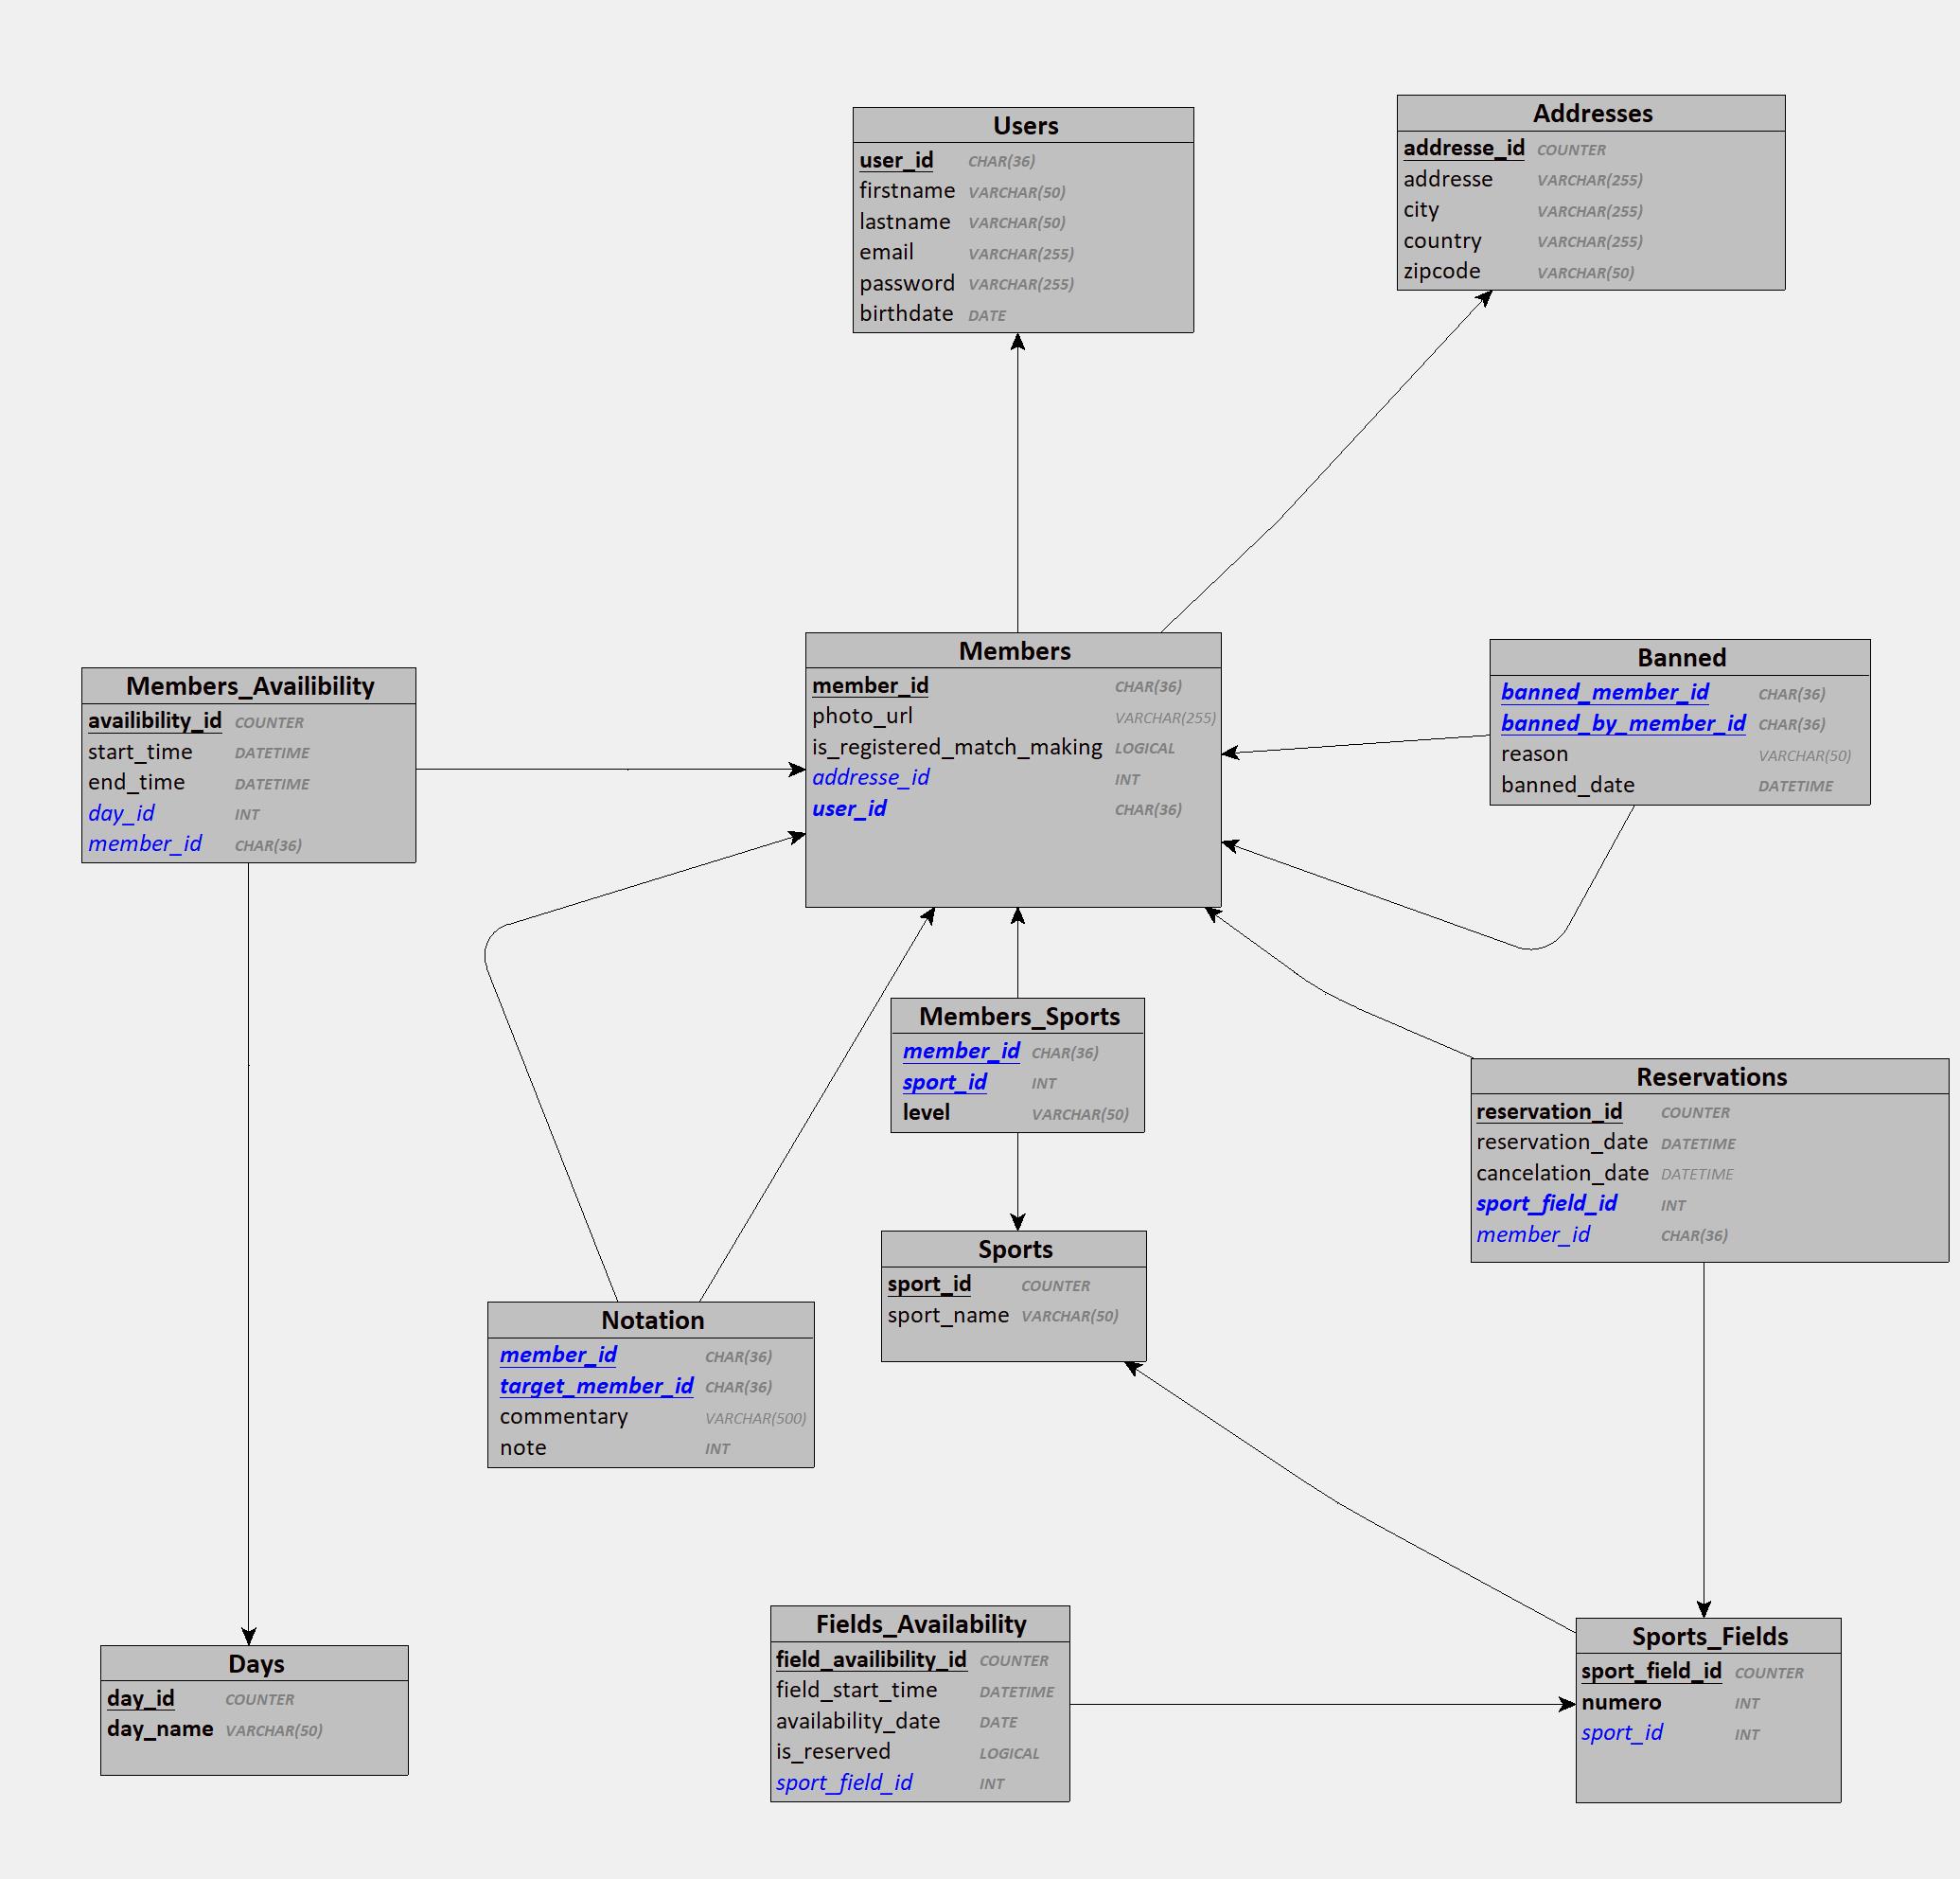 Users
user_id CHAR(36)
firstname VARCHAR(50)
lastname VARCHAR(50)
email VARCHAR(255)
password VARCHAR(255)
birthdate DATE
Addresses
addresse_id COUNTER
addresse VARCHAR(255)
city VARCHAR(255)
country VARCHAR(255)
zipcode VARCHAR(50)
Members_Availibility
availibility_id COUNTER
start_time DATETIME
end_time DATETIME
day_id INT
member_id CHAR(36)
Members
member_id CHAR(36)
photo_url VARCHAR(255)
is_registered_match_making LOGICAL
addresse_id INT
user_id CHAR(36)
Banned
banned_member_id CHAR(36)
banned_by_member_id CHAR(36)
reason VARCHAR(50)
banned_date DATETIME
Members_Sports
member_id CHAR(36)
sport_id INT
level VARCHAR(50)
Reservations
reservation_id COUNTER
reservation_date DATETIME
cancelation_date DATETIME
sport_field_id INT
member_id CHAR(36)
Sports
sport_id COUNTER
sport_name VARCHAR(50)
Notation
member_id CHAR(36)
target_member_id CHAR(36)
commentary VARCHAR(500)
note INT
Days
day_id COUNTER
day_name VARCHAR(50)
Fields_Availability
field_availibility_id COUNTER
field_start_time DATETIME
availability_date DATE
is_reserved LOGICAL
sport_field_id INT
Sports_Fields
sport_field_id COUNTER
numero INT
sport_id INT